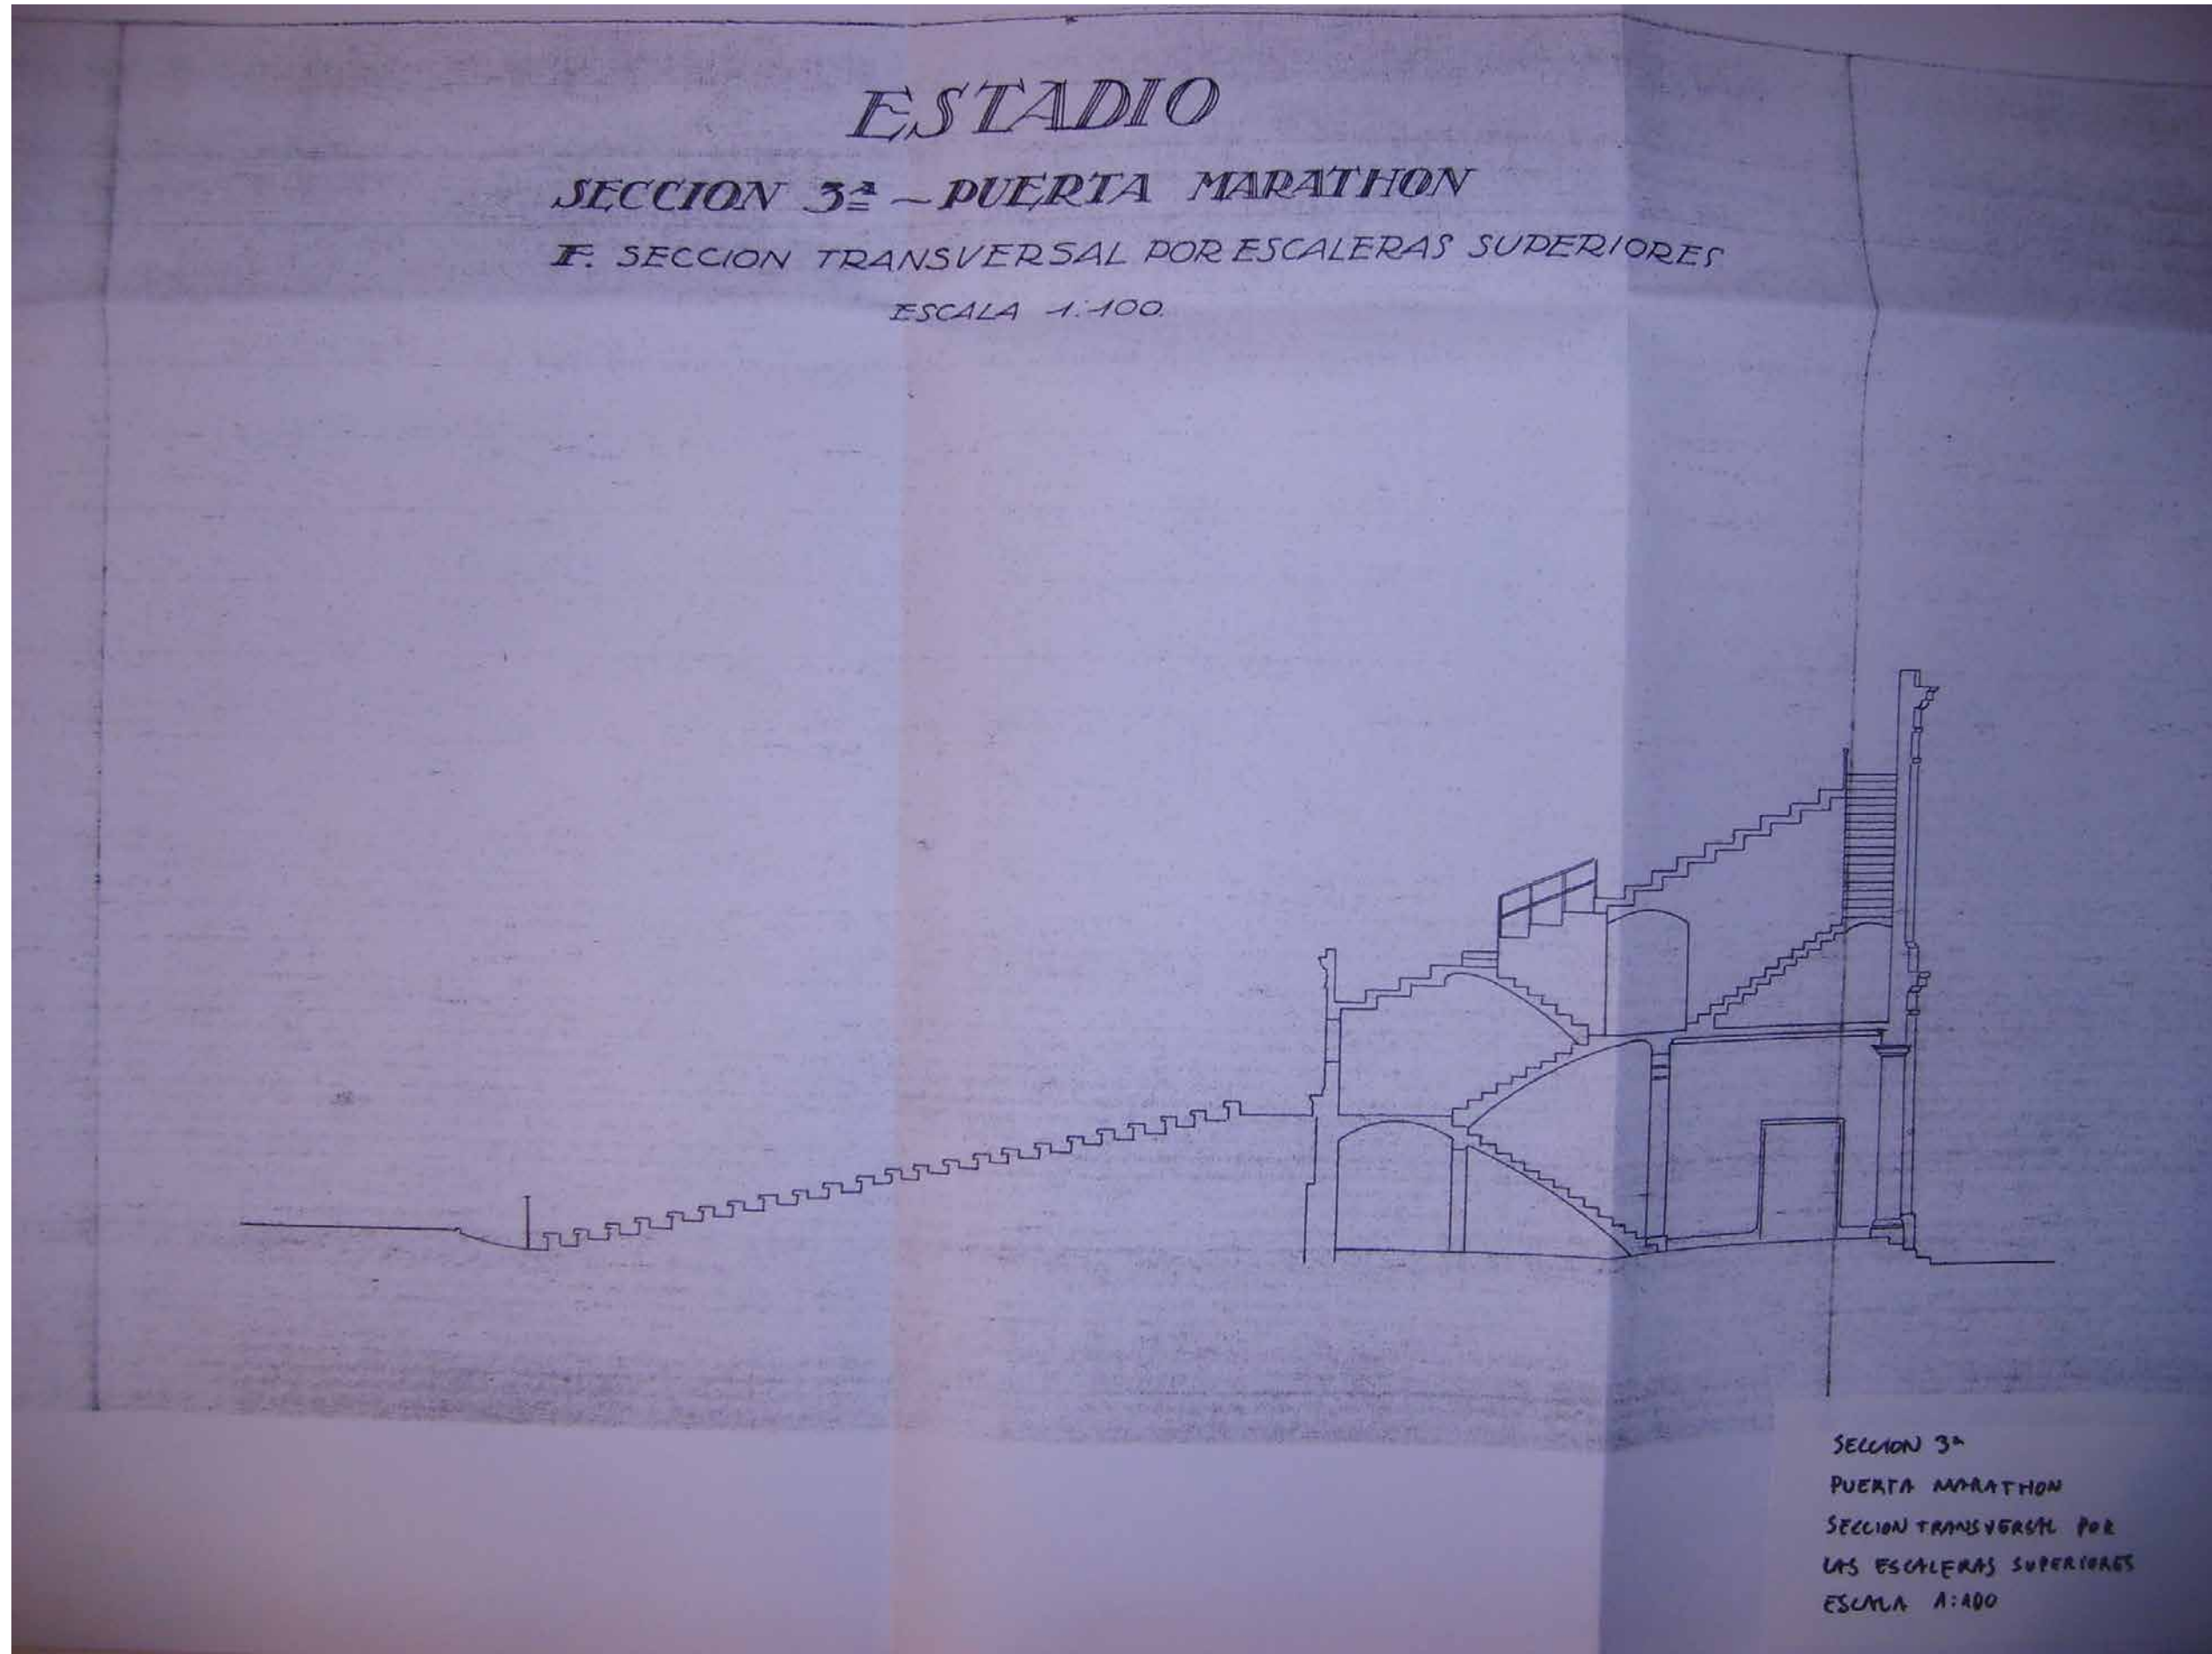 ESTADIO
SECCION 3ª - PUERTA MARATHON
F. SECCION TRANSVERSAL POR ESCALERAS SUPERIORES
ESCALA 1:100.
SECCION 3ª
PUERTA MARATHON
SECCION TRANSVERSAL POR
LAS ESCALERAS SUPERIORES
ESCALA 1:100